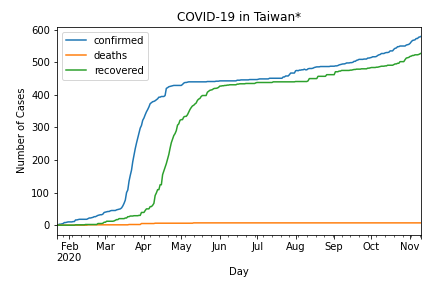 COVID-19 in Taiwan*
confirmed
deaths
recovered
Number of Cases
600
500
400
300
200
100
0
Feb Mar Apr May Jun Jul Aug Sep Oct Nov
2020
Day